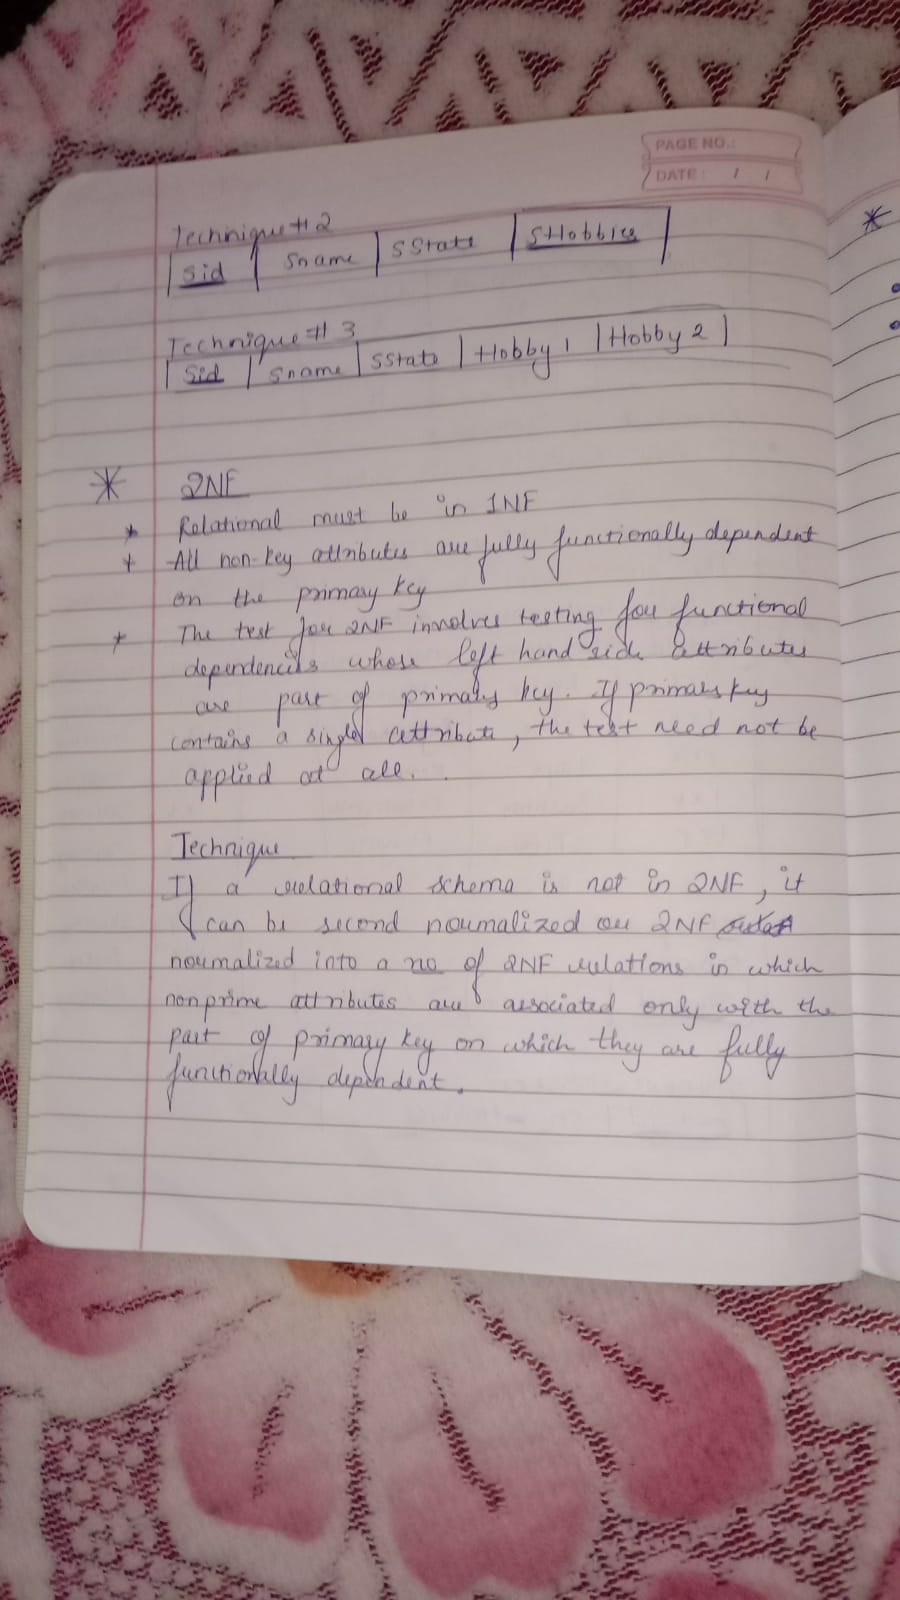 PAGE NO.:
DATE: / /
Technique # 2
Sid | Sname | SState | SHobbies
Technique # 3
Sid | Sname | SState | Hobby 1 | Hobby 2 |
* 2NF
* Relational must be in 1NF
+ All non-key attributes are fully functionally dependent
on the primary key
+ The test for 2NF involves testing for functional
dependencies whose left hand side attributes
are part of primary key. If primary key
contains a single attribute, the test need not be
applied at all.
Technique
If a relational schema is not in 2NF, it
can be second normalized or 2NF
normalized into a no of 2NF relations in which
nonprime attributes are associated only with the
part of primary key on which they are fully
functionally dependent.
*